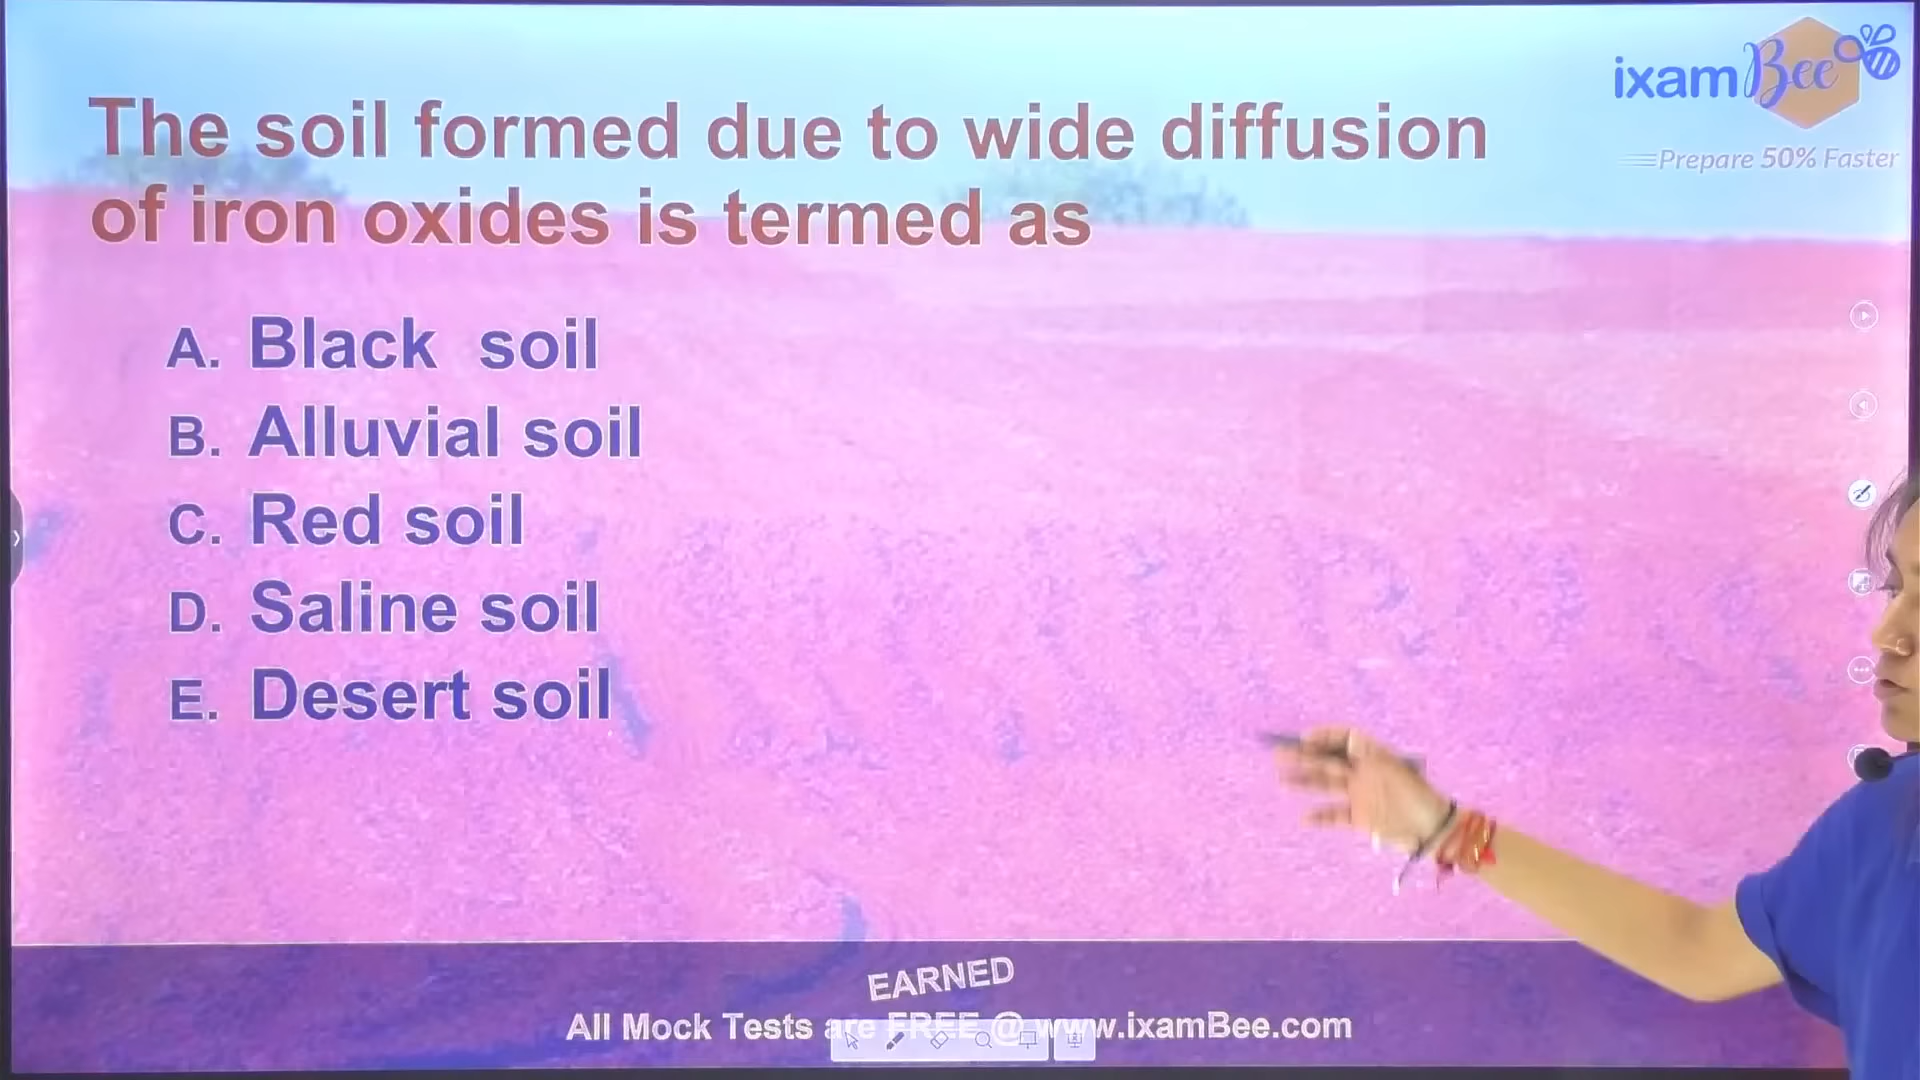 ixamBee
Prepare 50% Faster
The soil formed due to wide diffusion
of iron oxides is termed as
A. Black soil
B. Alluvial soil
C. Red soil
D. Saline soil
E. Desert soil
EARNED
All Mock Tests are FREE @ www.ixamBee.com